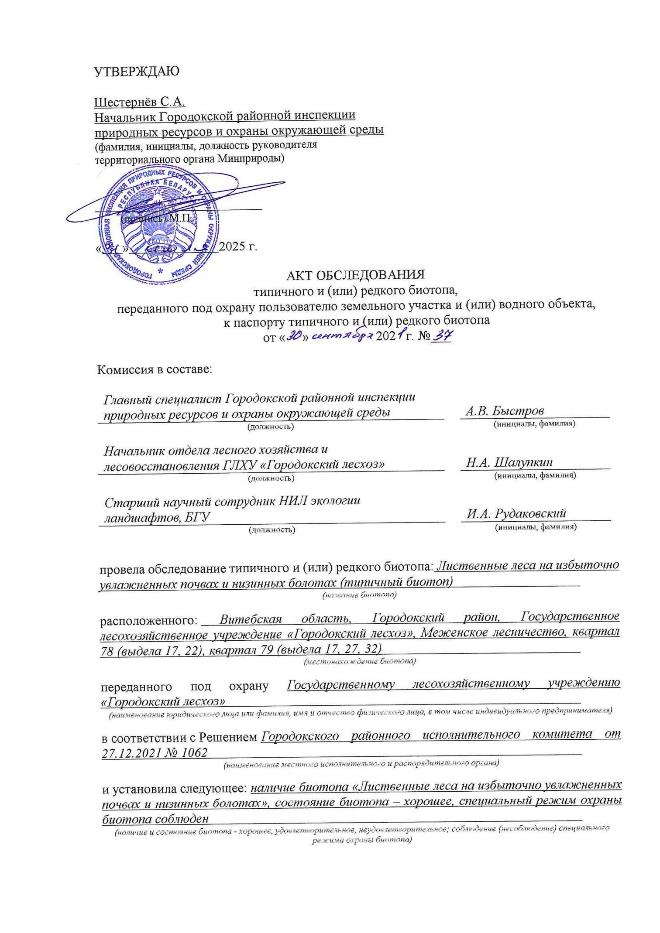 УТВЕРЖДАЮ
Шестернёв С.А.
Начальник Городокской районной инспекции
природных ресурсов и охраны окружающей среды
(фамилия, инициалы, должность руководителя
территориального органа Минприроды)
(подпись) М.П.
2025 г.
АКТ ОБСЛЕДОВАНИЯ
типичного и (или) редкого биотопа,
переданного под охрану пользователю земельного участка и (или) водного объекта,
к паспорту типичного и (или) редкого биотопа
от «30» сентября 2021 г. № 37
Комиссия в составе:
Главный специалист Городокской районной инспекции
природных ресурсов и охраны окружающей среды А.В. Быстров
(должность) (инициалы, фамилия)
Начальник отдела лесного хозяйства и
лесовосстановления ГЛХУ «Городокский лесхоз» Н.А. Шалупкин
(должность) (инициалы, фамилия)
Старший научный сотрудник НИЛ экологии
ландшафтов, БГУ И.А. Рудаковский
(должность) (инициалы, фамилия)
провела обследование типичного и (или) редкого биотопа: Лиственные леса на избыточно
увлажненных почвах и низинных болотах (типичный биотоп)
(название биотопа)
расположенного: Витебская область, Городокский район, Государственное
лесохозяйственное учреждение «Городокский лесхоз», Меженское лесничество, квартал
78 (выдела 17, 22), квартал 79 (выдела 17, 27, 32)
(местонахождение биотопа)
переданного под охрану Государственному лесохозяйственному учреждению
«Городокский лесхоз»
(наименование юридического лица или фамилия, имя и отчество физического лица, в том числе индивидуального предпринимателя)
в соответствии с Решением Городокского районного исполнительного комитета от
27.12.2021 № 1062
(наименование местного исполнительного и распорядительного органа)
и установила следующее: наличие биотопа «Лиственные леса на избыточно увлажненных
почвах и низинных болотах», состояние биотопа – хорошее, специальный режим охраны
биотопа соблюден
(наличие и состояние биотопа - хорошее, удовлетворительное, неудовлетворительное; соблюдение (несоблюдение) специального
режима охраны биотопа)